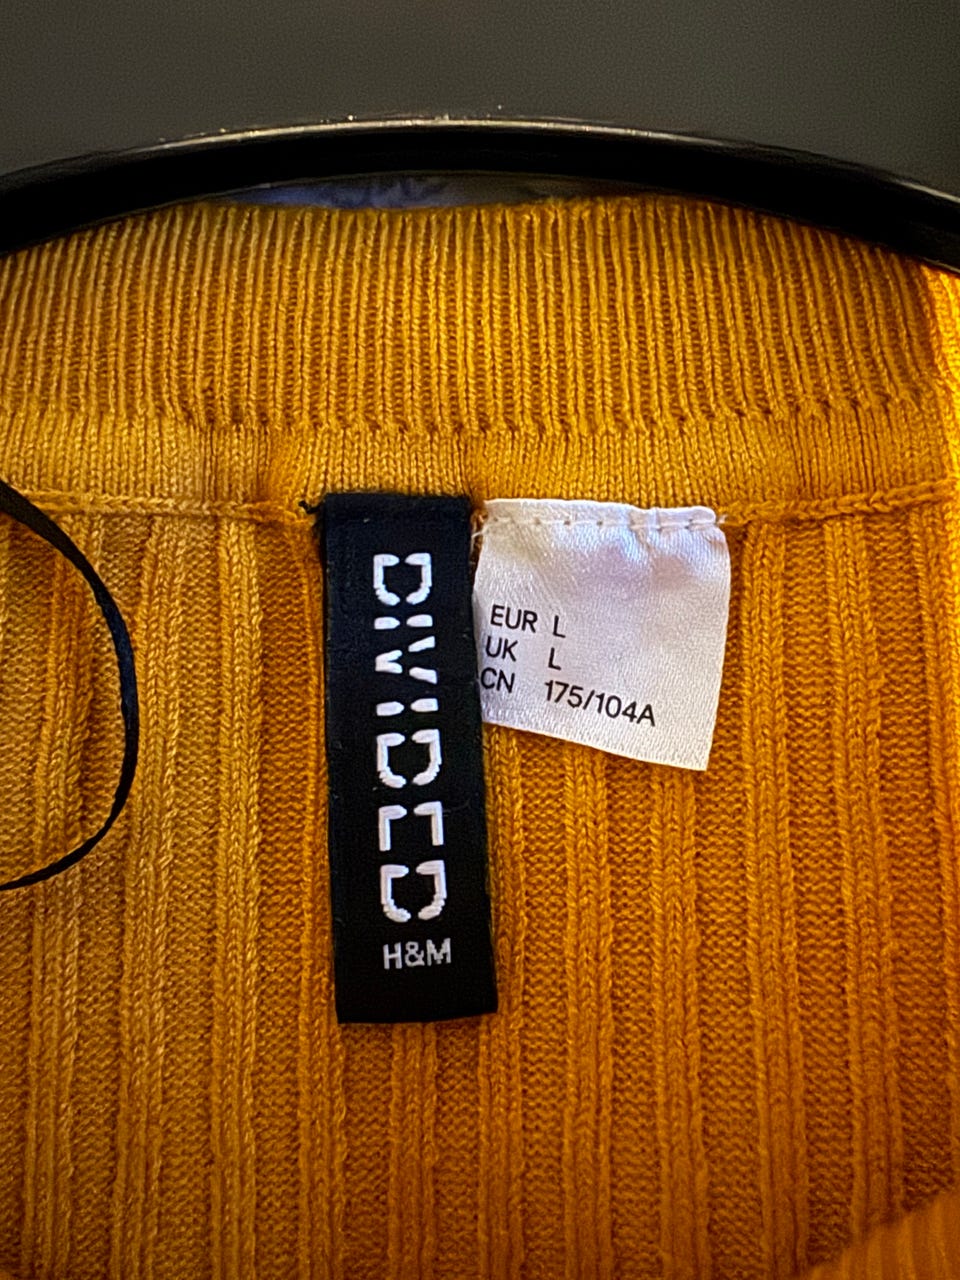 DIVIDED
H&M
EUR L
UK L
CN 175/104A